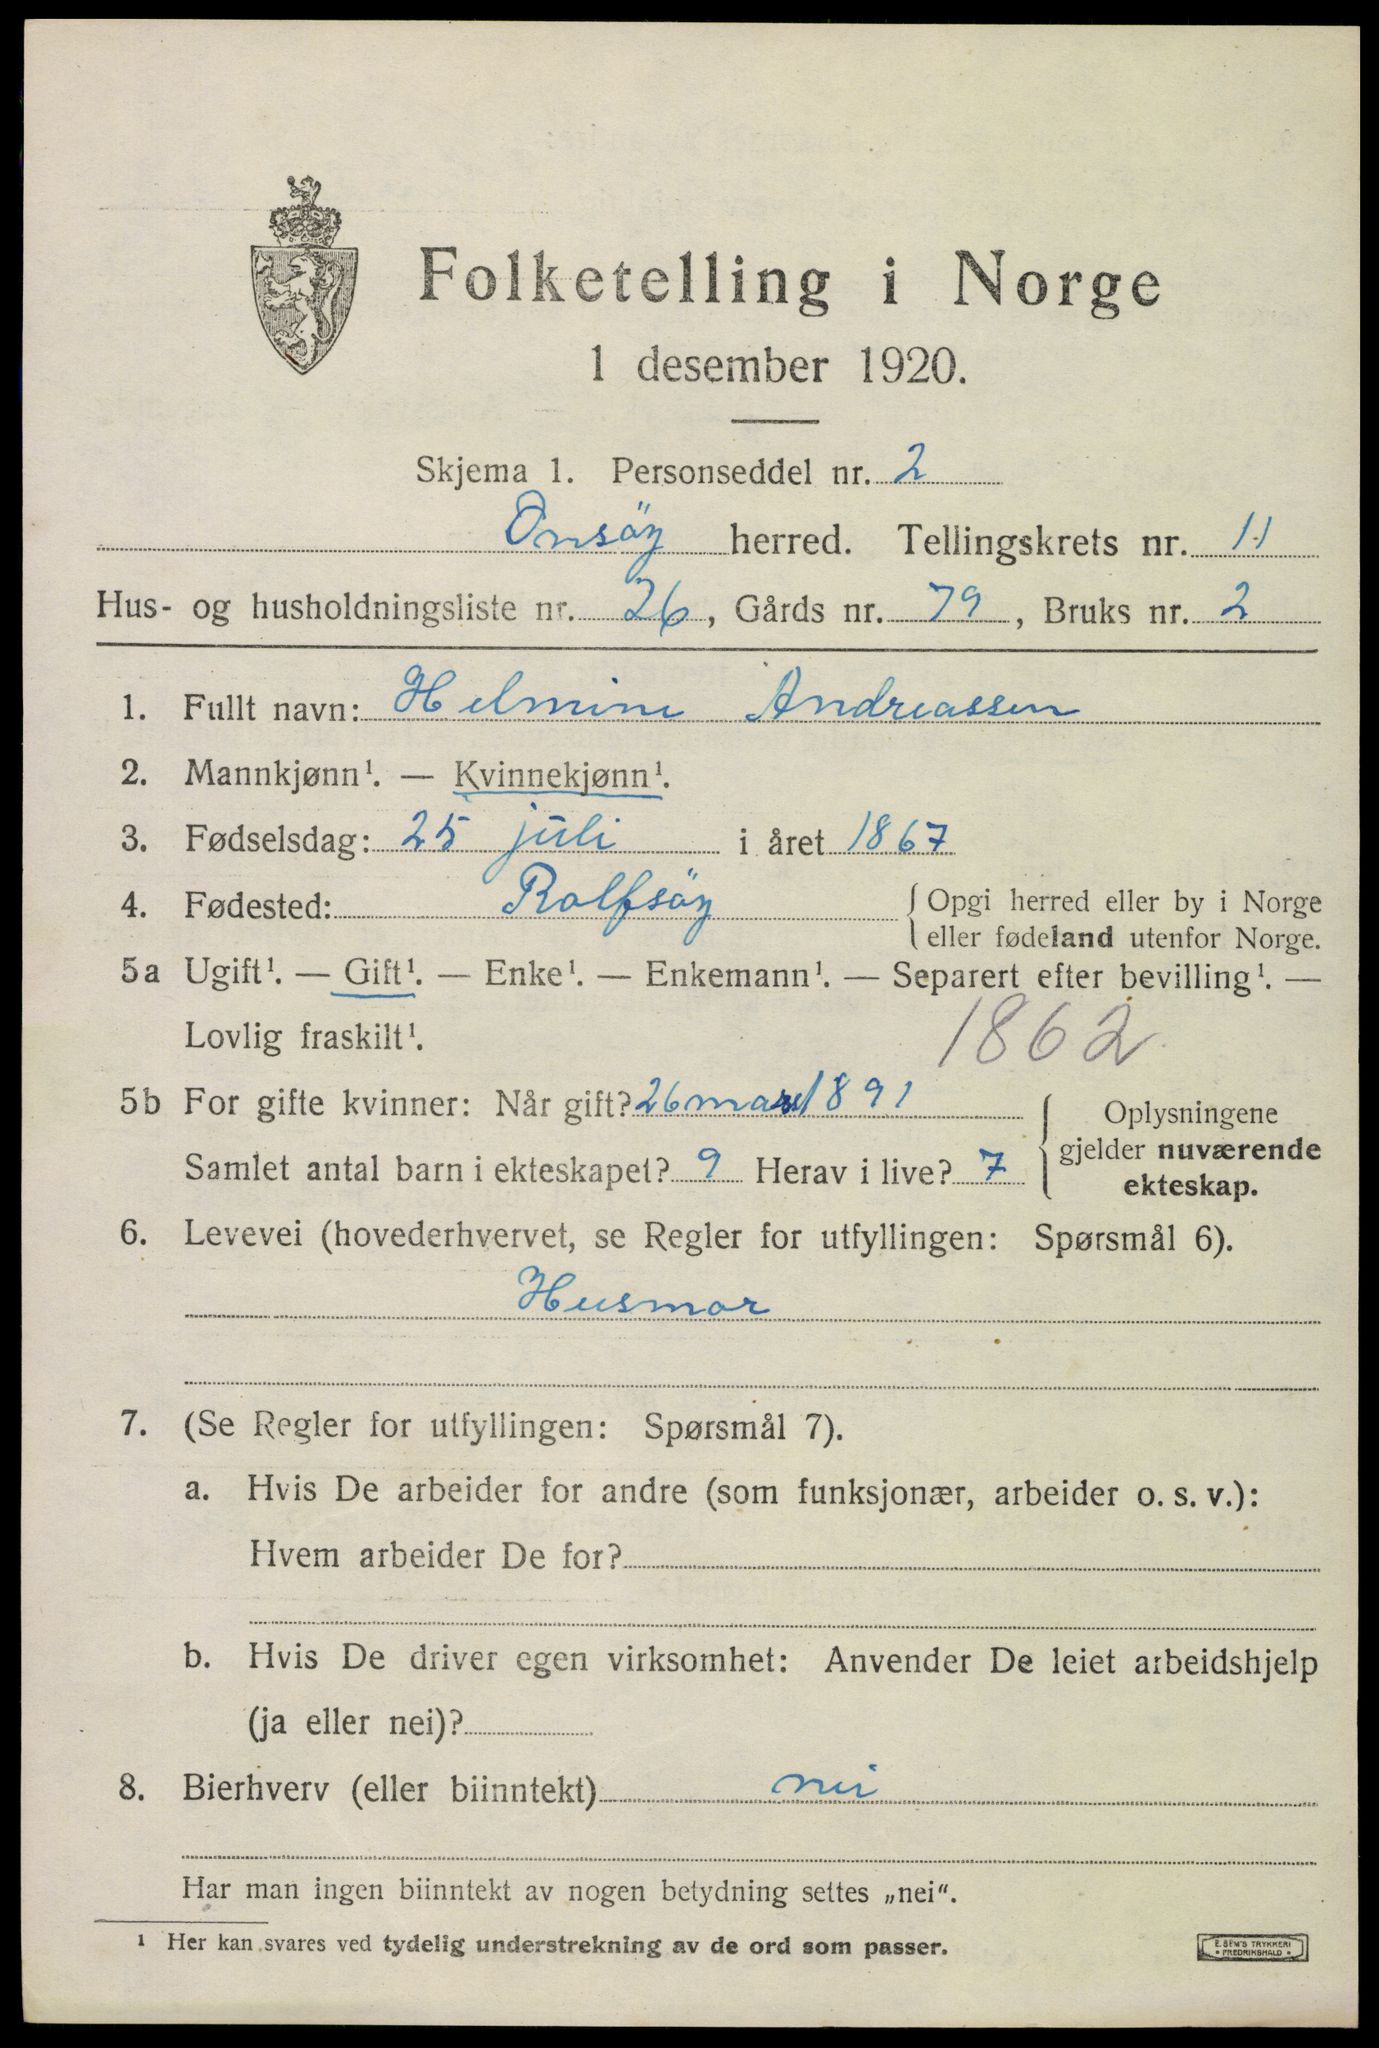 Folketelling i Norge
1 desember 1920.
Skjema 1. Personseddel nr. 2
Onsöy herred. Tellingskrets nr. 11
Hus- og husholdningsliste nr. 26, Gårds nr. 79, Bruks nr. 2
1. Fullt navn: Helmine Andreassen
2. Mannkjønn¹. — Kvinnekjønn¹.
3. Fødselsdag: 25 juli i året 1867
4. Fødested: Rolfsöy { Opgi herred eller by i Norge
eller fødeland utenfor Norge.
5a Ugift¹. — Gift¹. — Enke¹. — Enkemann¹. — Separert efter bevilling¹. —
Lovlig fraskilt¹. 1862
5b For gifte kvinner: Når gift? 26 mars 1891
Samlet antal barn i ekteskapet? 9 Herav i live? 7
Oplysningene
gjelder nuværende
ekteskap.
6. Levevei (hovederhvervet, se Regler for utfyllingen: Spørsmål 6).
Husmor
7. (Se Regler for utfyllingen: Spørsmål 7).
a. Hvis De arbeider for andre (som funksjonær, arbeider o. s. v.):
Hvem arbeider De for?
b. Hvis De driver egen virksomhet: Anvender De leiet arbeidshjelp
(ja eller nei)?
8. Bierhverv (eller biinntekt) nei
Har man ingen biinntekt av nogen betydning settes „nei“.
¹ Her kan svares ved tydelig understrekning av de ord som passer.
E. SEM'S TRYKKERI
• FREDRIKSHALD •